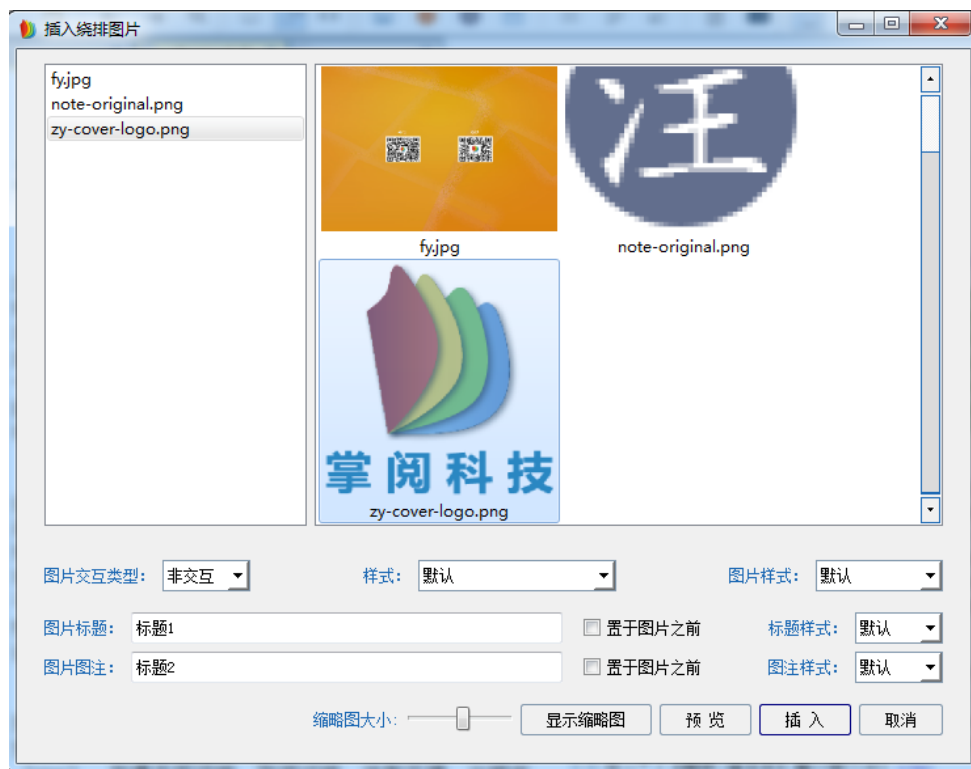 插入绕排图片
fy.jpg
note-original.png
zy-cover-logo.png
注
fy.jpg
note-original.png
掌阅科技
zy-cover-logo.png
图片交互类型: 非交互 样式: 默认 图片样式: 默认
图片标题: 标题1 置于图片之前 标题样式: 默认
图片图注: 标题2 置于图片之前 图注样式: 默认
缩略图大小: 显示缩略图 预览 插入 取消